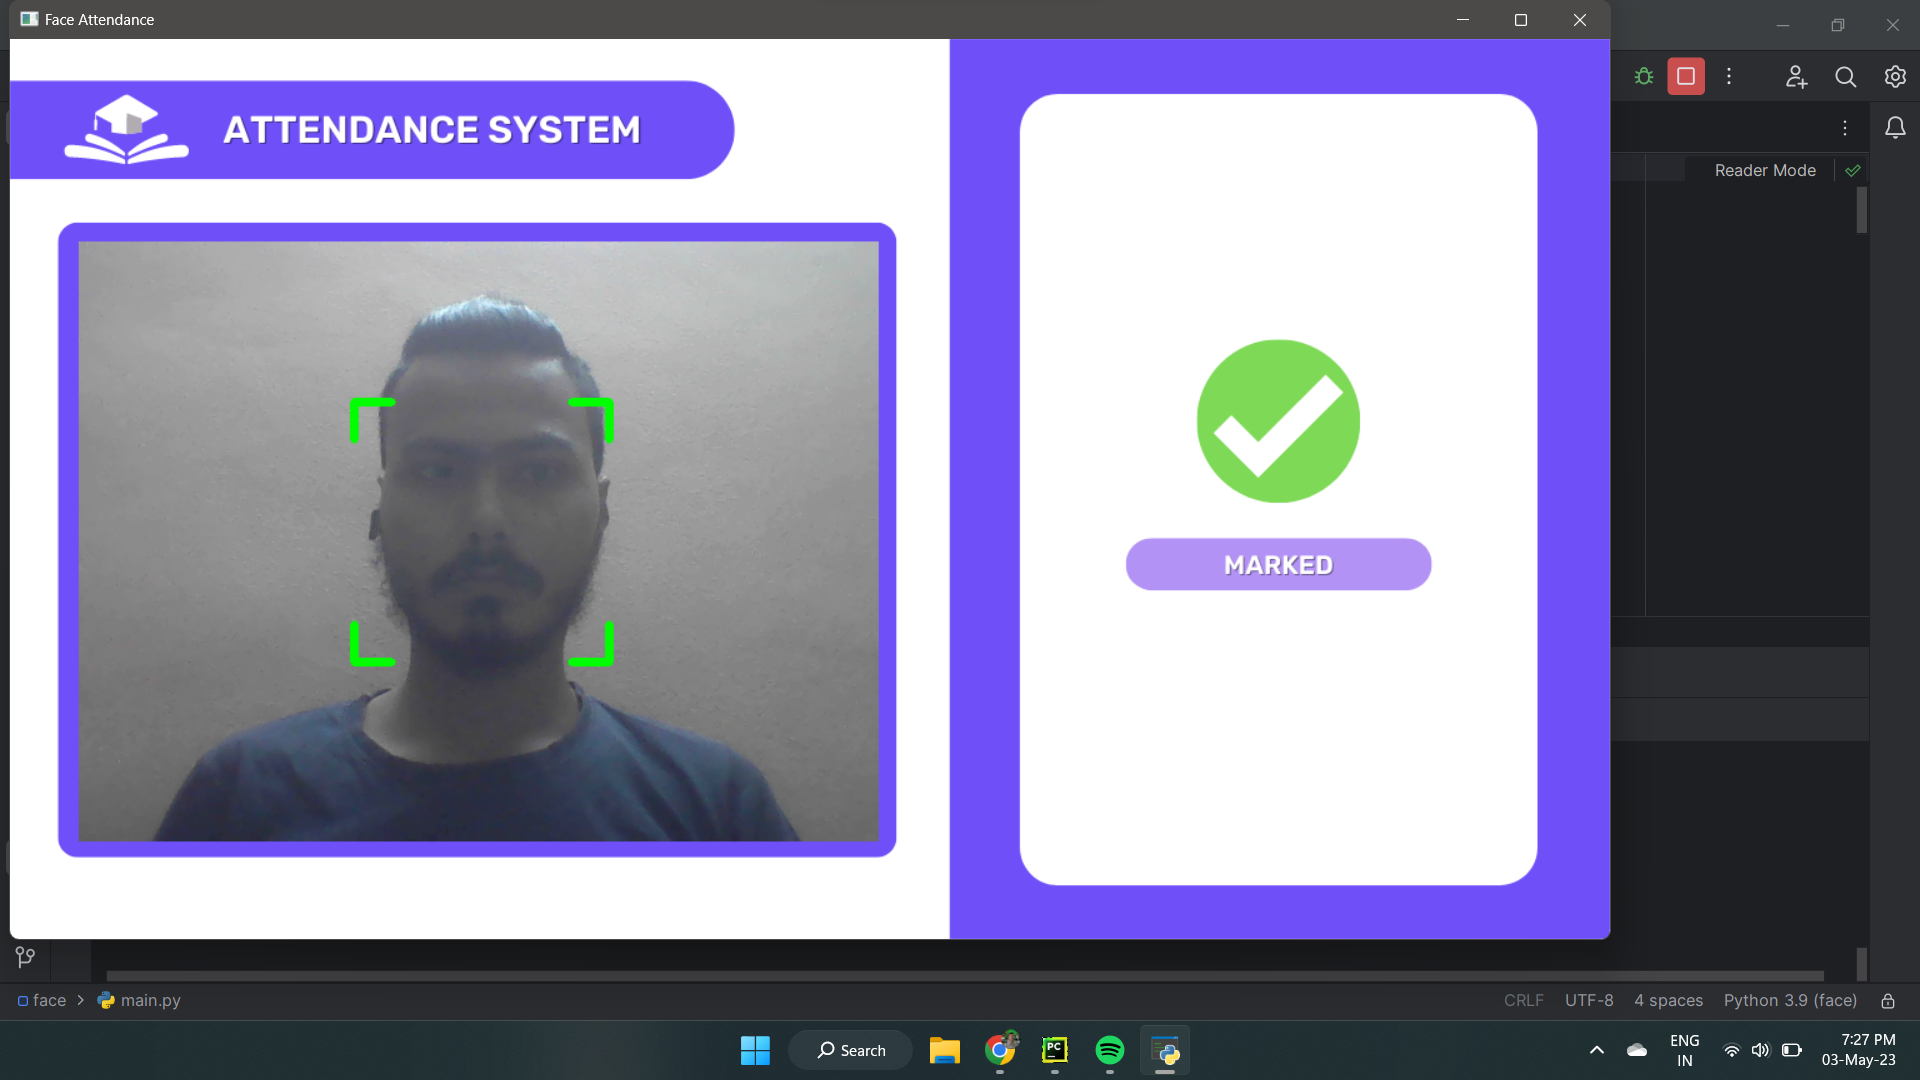 Face Attendance
ATTENDANCE SYSTEM
Reader Mode
MARKED
face > main.py
CRLF UTF-8 4 spaces Python 3.9 (face)
PC
Search
ENG
IN
7:27 PM
03-May-23